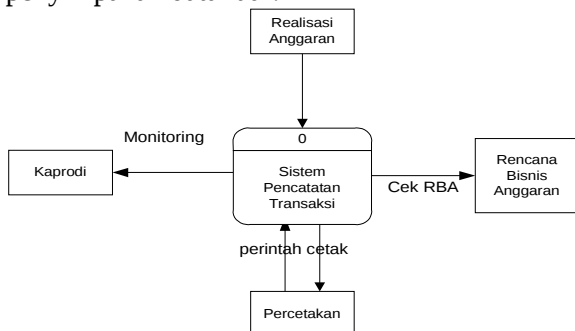 Realisasi
Anggaran
Monitoring
0
Kaprodi
Sistem
Pencatatan
Transaksi
Cek RBA
Rencana
Bisnis
Anggaran
perintah cetak
Percetakan